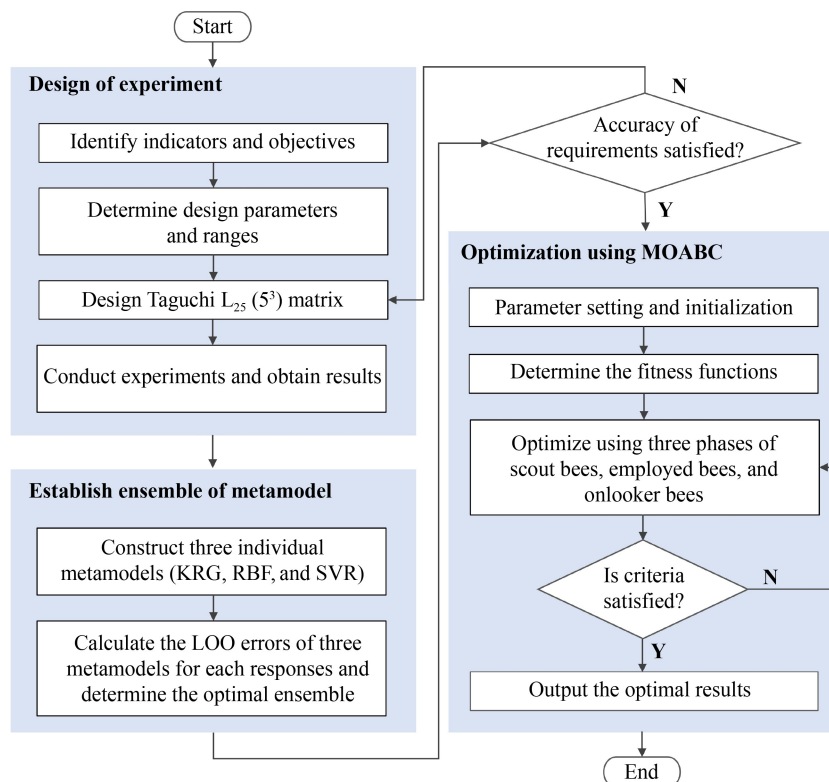 Start
Design of experiment
Identify indicators and objectives
Determine design parameters
and ranges
Design Taguchi L₂₅ (5³) matrix
Conduct experiments and obtain results
Establish ensemble of metamodel
Construct three individual
metamodels (KRG, RBF, and SVR)
Calculate the LOO errors of three
metamodels for each responses and
determine the optimal ensemble
N
Accuracy of
requirements satisfied?
Y
Optimization using MOABC
Parameter setting and initialization
Determine the fitness functions
Optimize using three phases of
scout bees, employed bees, and
onlooker bees
Is criteria
satisfied?
N
Y
Output the optimal results
End